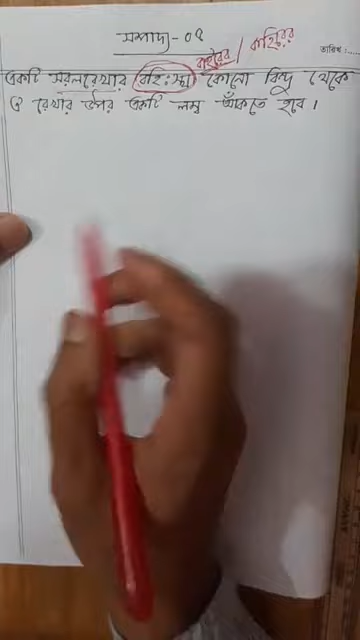 সম্পাদ্য - ০৫
বাইরের / বাহিরের
তারিখ :......
একটি সরলরেখার বহিঃস্থ কোনো বিন্দু থেকে
ঐ রেখার উপর একটি লম্ব আঁকতে হবে ।